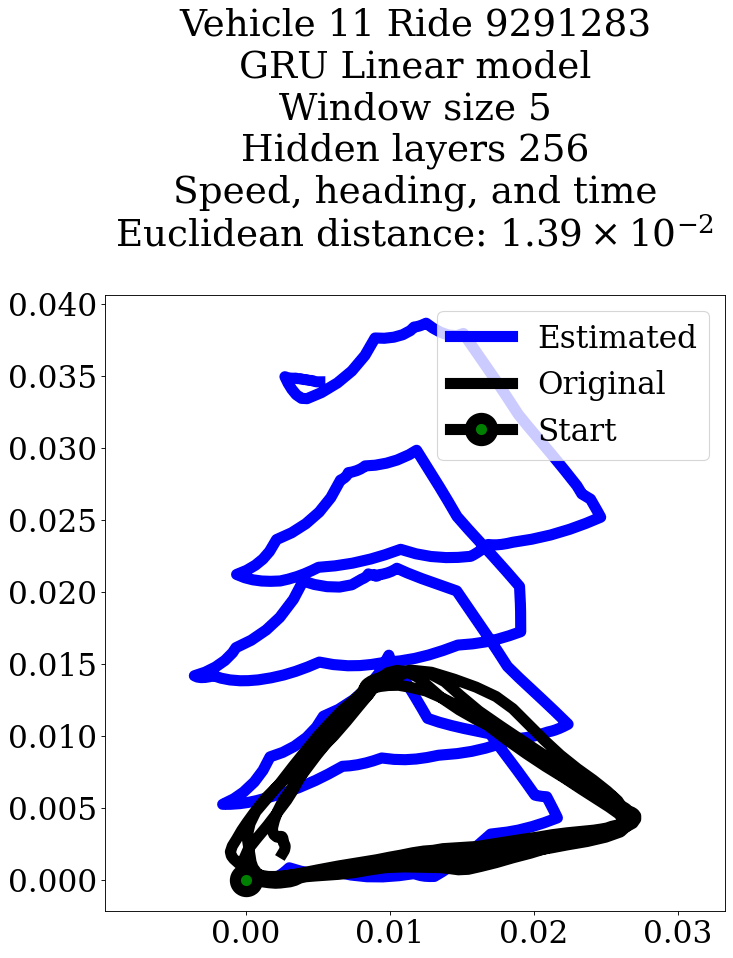 Vehicle 11 Ride 9291283
GRU Linear model
Window size 5
Hidden layers 256
Speed, heading, and time
Euclidean distance: 1.39 × 10⁻²
0.040
0.035
0.030
0.025
0.020
0.015
0.010
0.005
0.000
Estimated
Original
Start
0.00 0.01 0.02 0.03